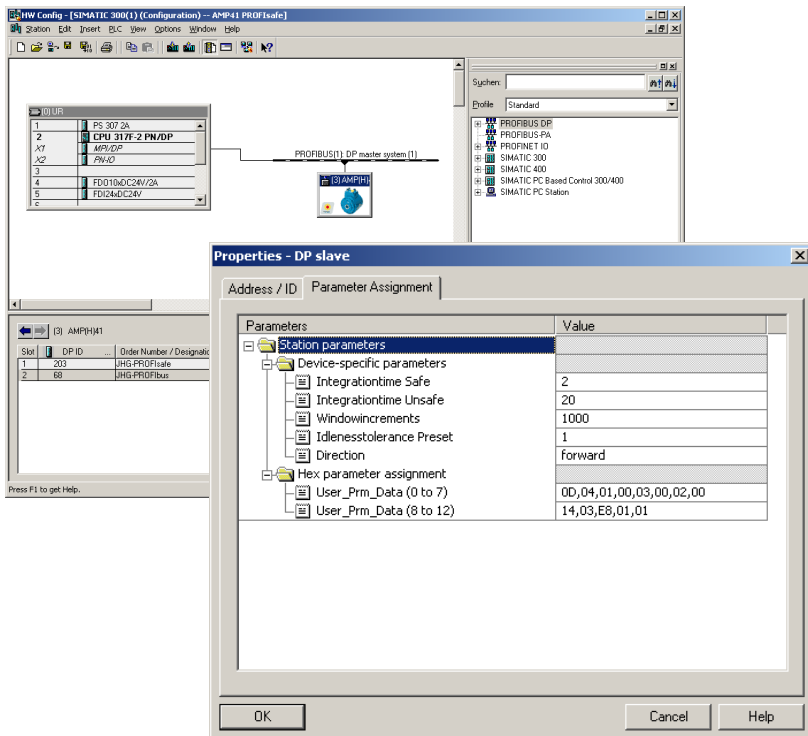 HW Config - [SIMATIC 300(1) (Configuration) -- AMP41 PROFIsafe]
Station Edit Insert PLC View Options Window Help
(0) UR
1 PS 307 2A
2 CPU 317F-2 PN/DP
X1 MPI/DP
X2 PN-IO
3
4 FDO10xDC24V/2A
5 FDI24xDC24V
PROFIBUS(1): DP master system (1)
(3) AMP(H)
Suchen:
Profile Standard
PROFIBUS DP
PROFIBUS-PA
PROFINET IO
SIMATIC 300
SIMATIC 400
SIMATIC PC Based Control 300/400
SIMATIC PC Station
(3) AMP(H)41
Slot DP ID ... Order Number / Designatio
1 203 JHG-PROFIsafe
2 68 JHG-PROFIbus
Press F1 to get Help.
Properties - DP slave
Address / ID Parameter Assignment
Parameters Value
Station parameters
Device-specific parameters
Integrationtime Safe 2
Integrationtime Unsafe 20
Windowincrements 1000
Idlenesstolerance Preset 1
Direction forward
Hex parameter assignment
User_Prm_Data (0 to 7) 0D,04,01,00,03,00,02,00
User_Prm_Data (8 to 12) 14,03,E8,01,01
OK Cancel Help